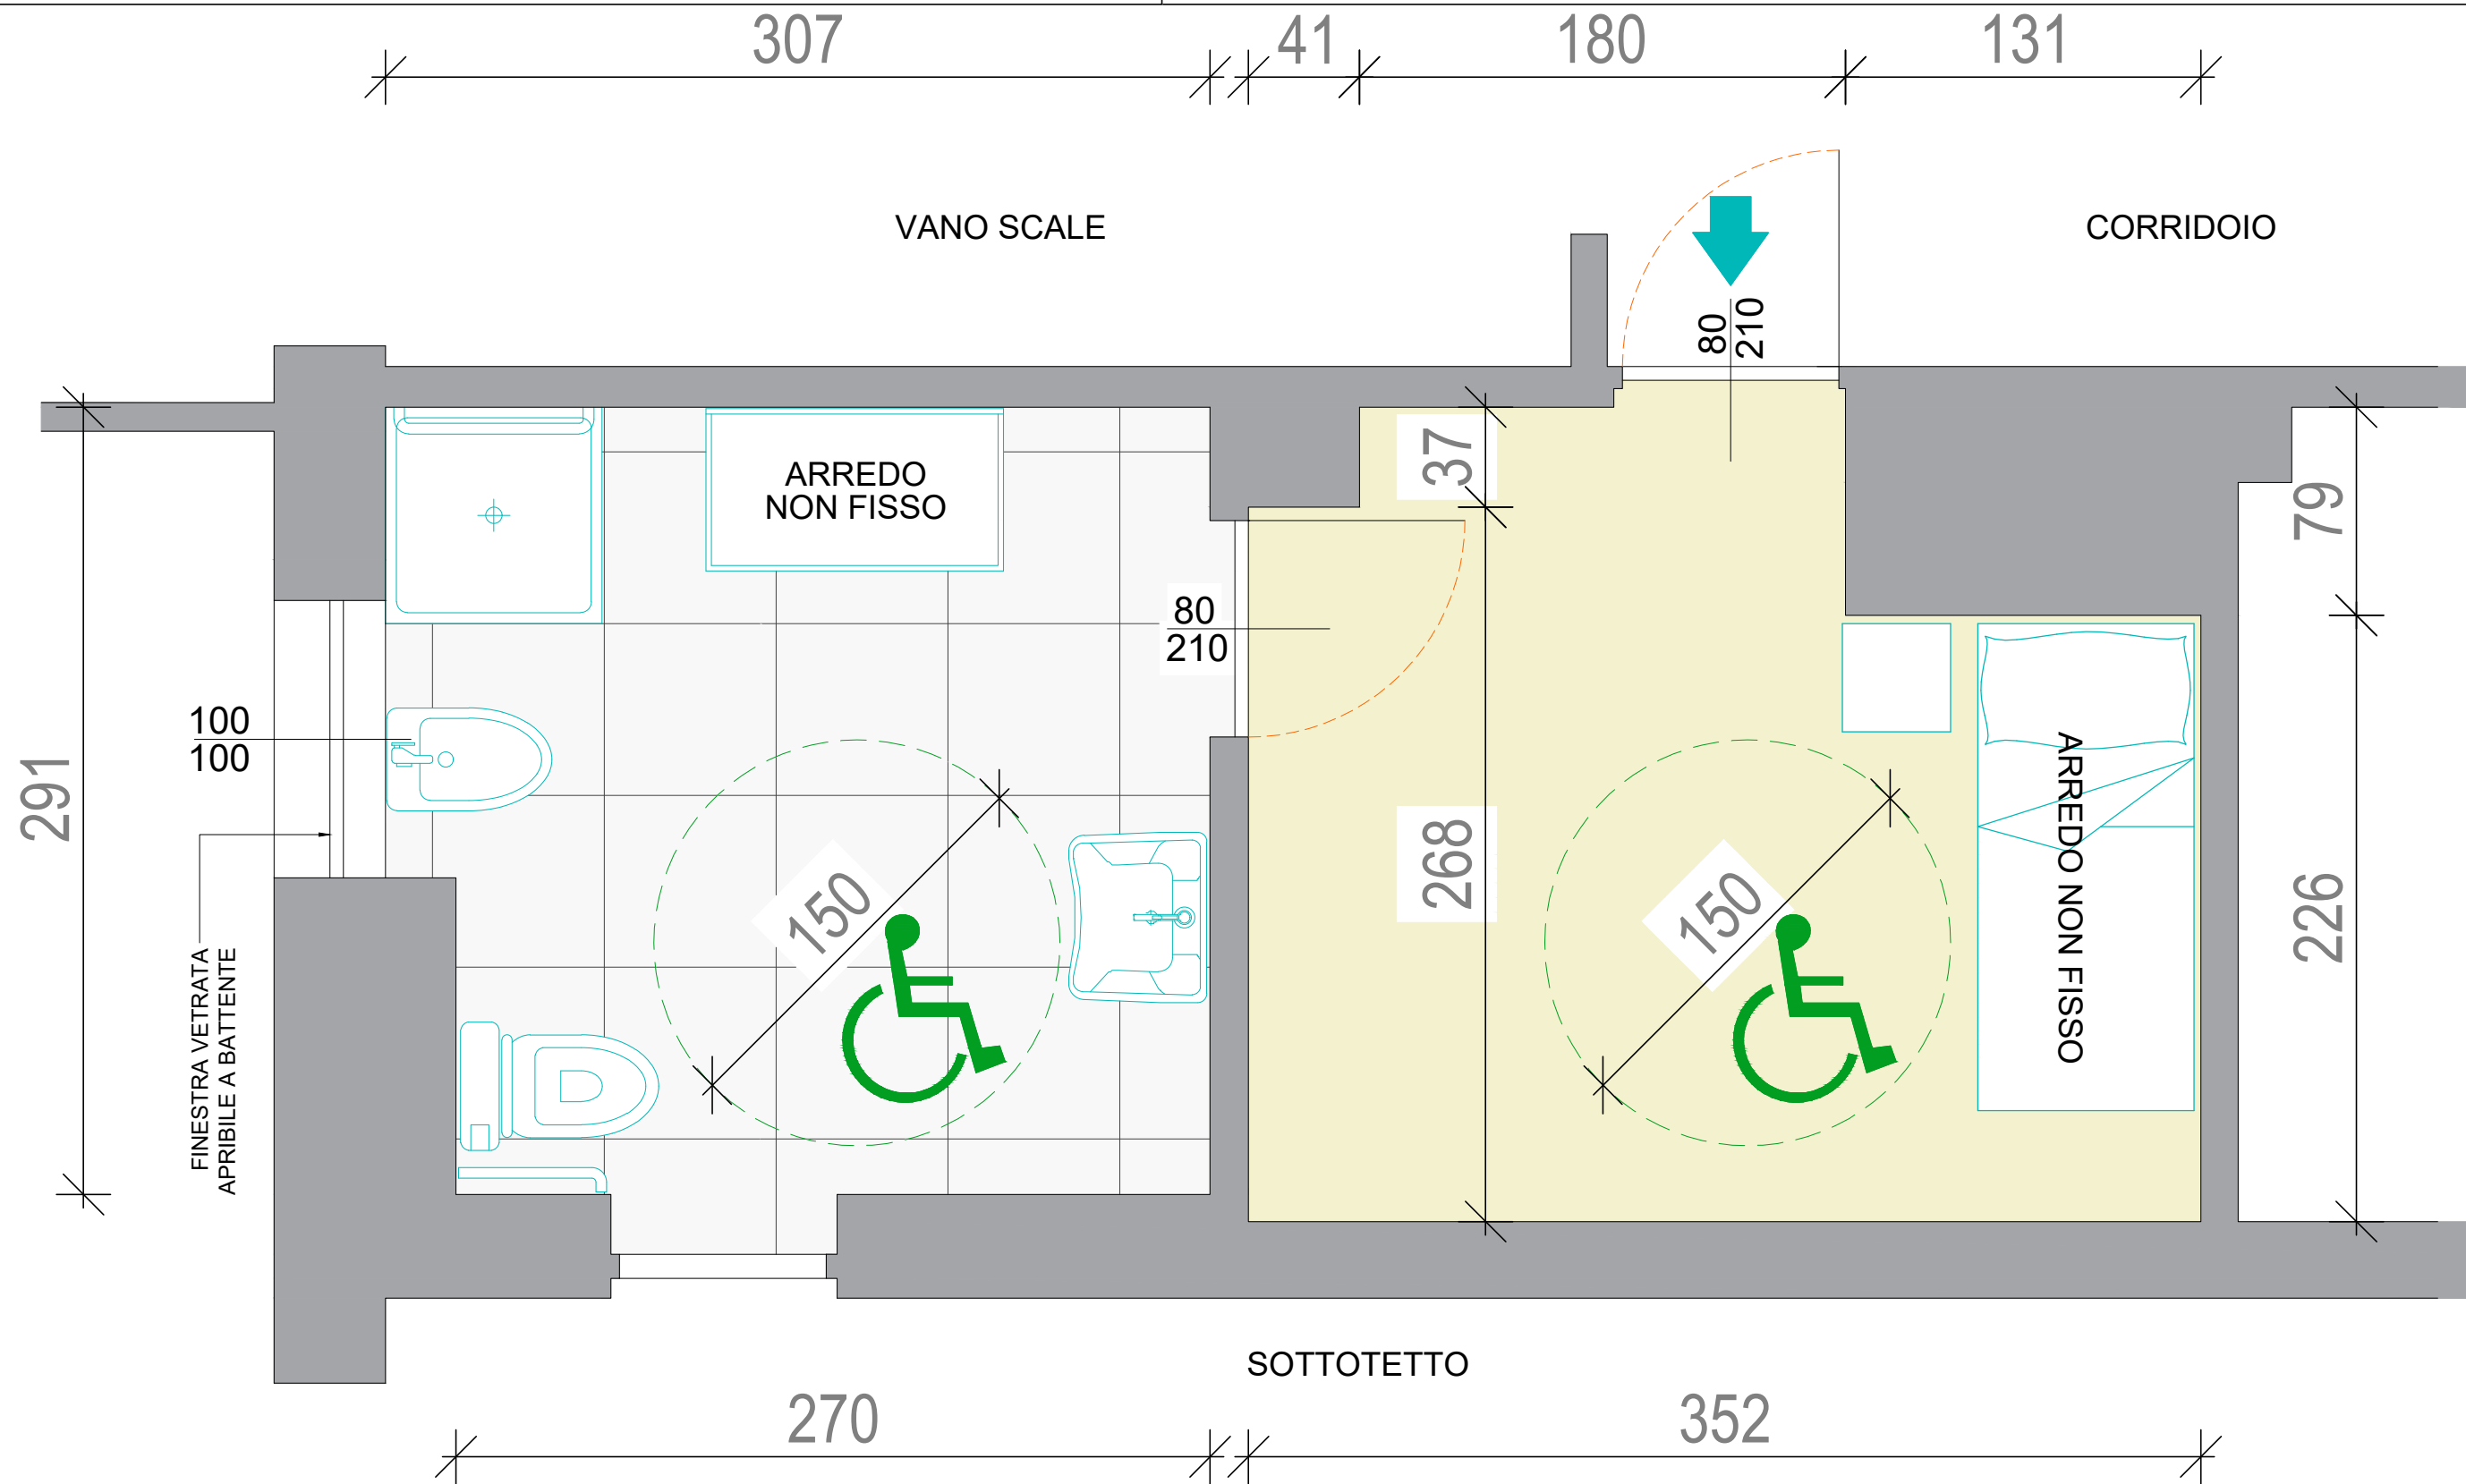 307
41
180
131
VANO SCALE
CORRIDOIO
80
210
ARREDO
NON FISSO
37
79
80
210
100
100
291
150
268
150
ARREDO NON FISSO
226
FINESTRA VETRATA
APRIBILE A BATTENTE
SOTTOTETTO
270
352